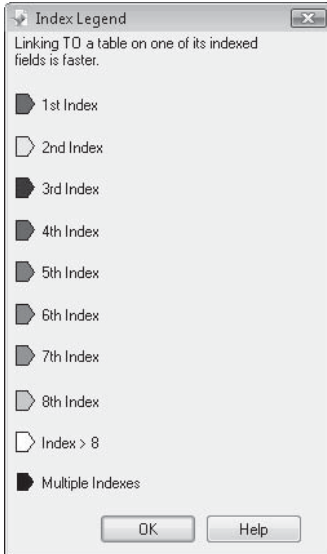 Index Legend
Linking TO a table on one of its indexed
fields is faster.
1st Index
2nd Index
3rd Index
4th Index
5th Index
6th Index
7th Index
8th Index
Index > 8
Multiple Indexes
OK
Help